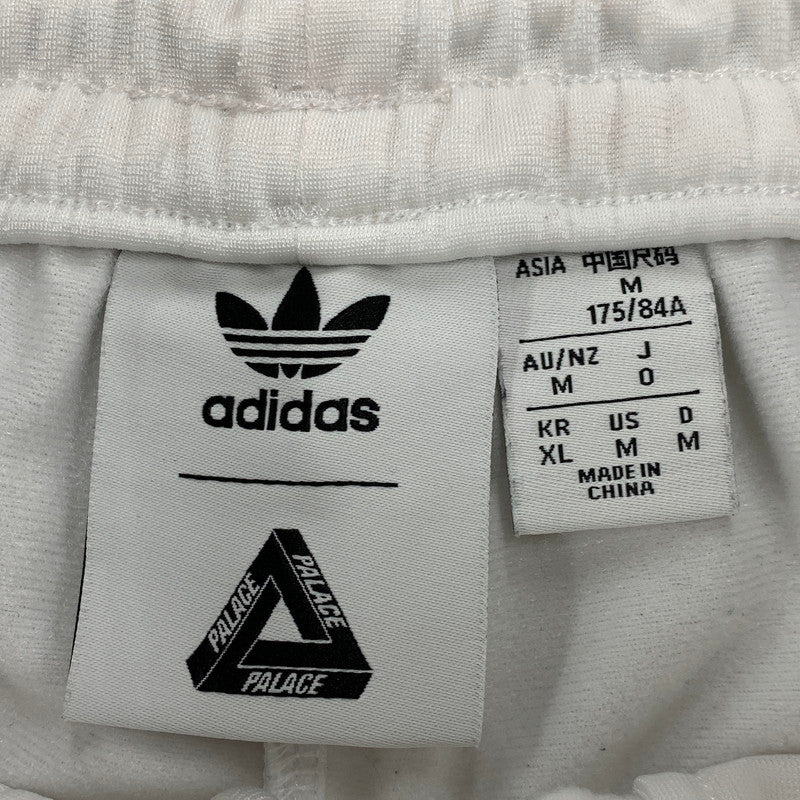 adidas
PALACE
PALACE
PALACE
ASIA 中国尺码
M
175/84A
AU/NZ J
M O
KR US D
XL M M
MADE IN
CHINA